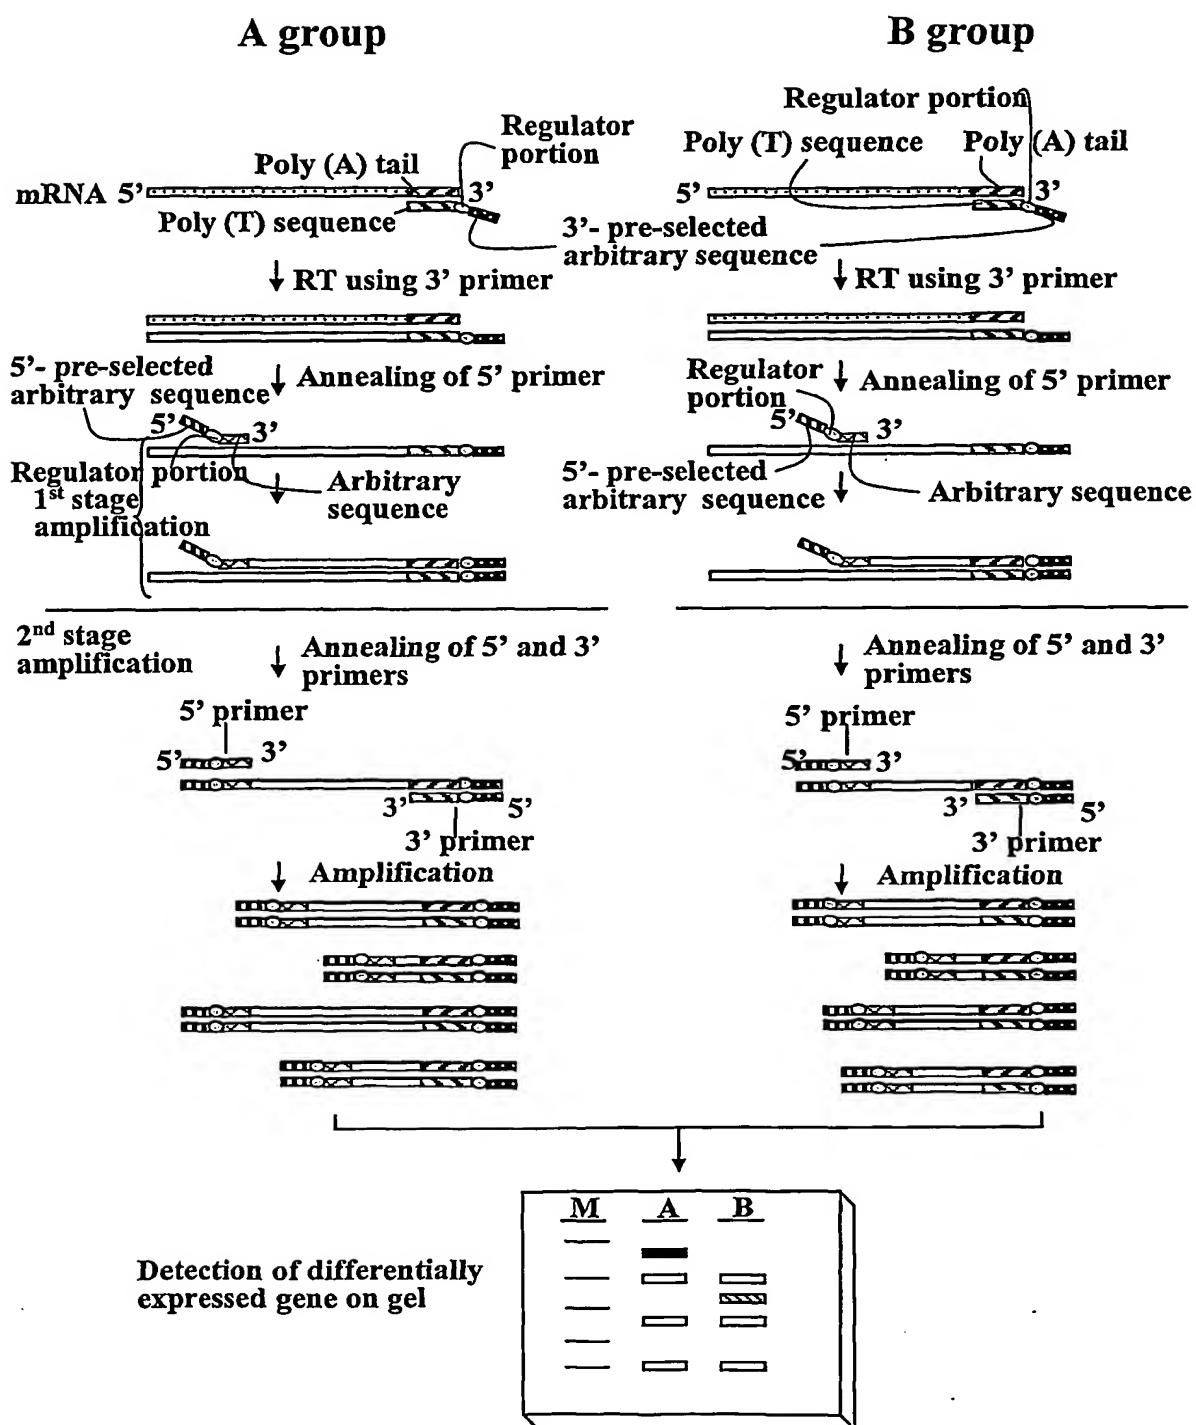 A group
B group
Regulator portion
Regulator
portion
Poly (A) tail
Poly (T) sequence
Poly (A) tail
mRNA 5’
3’
5’
3’
Poly (T) sequence
3’- pre-selected
arbitrary sequence
RT using 3’ primer
RT using 3’ primer
5’- pre-selected
arbitrary sequence
Annealing of 5’ primer
Regulator
portion
Annealing of 5’ primer
5’
3’
5’
3’
Regulator portion
1st stage
amplification
Arbitrary
sequence
5’- pre-selected
arbitrary sequence
Arbitrary sequence
2nd stage
amplification
Annealing of 5’ and 3’
primers
Annealing of 5’ and 3’
primers
5’ primer
5’ primer
5’
3’
5’
3’
3’
5’
3’
5’
3’ primer
3’ primer
Amplification
Amplification
M
A
B
Detection of differentially
expressed gene on gel